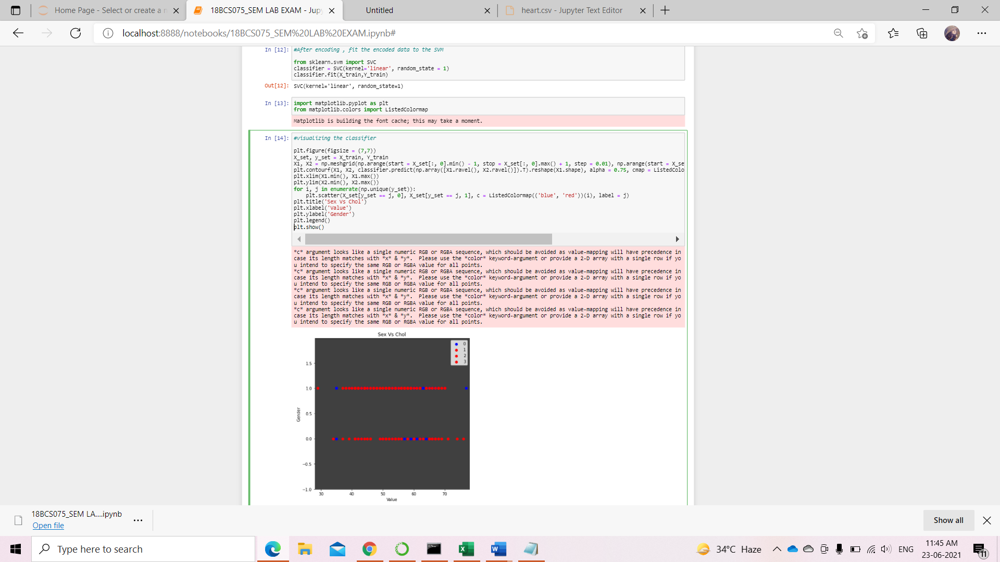 Home Page - Select or create a n
18BCS075_SEM LAB EXAM - Jup
Untitled
heart.csv - Jupyter Text Editor
localhost:8888/notebooks/18BCS075_SEM%20LAB%20EXAM.ipynb#
In [12]: #After encoding , fit the encoded data to the SVM
from sklearn.svm import SVC
classifier = SVC(kernel='linear', random_state = 1)
classifier.fit(X_train,Y_train)
Out[12]: SVC(kernel='linear', random_state=1)
In [13]: import matplotlib.pyplot as plt
from matplotlib.colors import ListedColormap
Matplotlib is building the font cache; this may take a moment.
In [14]: #visualizing the classifier
plt.figure(figsize = (7,7))
X_set, y_set = X_train, Y_train
X1, X2 = np.meshgrid(np.arange(start = X_set[:, 0].min() - 1, stop = X_set[:, 0].max() + 1, step = 0.01), np.arange(start = X_se
plt.contourf(X1, X2, classifier.predict(np.array([X1.ravel(), X2.ravel()]).T).reshape(X1.shape), alpha = 0.75, cmap = ListedColo
plt.xlim(X1.min(), X1.max())
plt.ylim(X2.min(), X2.max())
for i, j in enumerate(np.unique(y_set)):
plt.scatter(X_set[y_set == j, 0], X_set[y_set == j, 1], c = ListedColormap(('blue', 'red'))(i), label = j)
plt.title('Sex Vs Chol')
plt.xlabel('Value')
plt.ylabel('Gender')
plt.legend()
plt.show()
*c* argument looks like a single numeric RGB or RGBA sequence, which should be avoided as value-mapping will have precedence in
case its length matches with *x* & *y*.  Please use the *color* keyword-argument or provide a 2-D array with a single row if yo
u intend to specify the same RGB or RGBA value for all points.
*c* argument looks like a single numeric RGB or RGBA sequence, which should be avoided as value-mapping will have precedence in
case its length matches with *x* & *y*.  Please use the *color* keyword-argument or provide a 2-D array with a single row if yo
u intend to specify the same RGB or RGBA value for all points.
*c* argument looks like a single numeric RGB or RGBA sequence, which should be avoided as value-mapping will have precedence in
case its length matches with *x* & *y*.  Please use the *color* keyword-argument or provide a 2-D array with a single row if yo
u intend to specify the same RGB or RGBA value for all points.
*c* argument looks like a single numeric RGB or RGBA sequence, which should be avoided as value-mapping will have precedence in
case its length matches with *x* & *y*.  Please use the *color* keyword-argument or provide a 2-D array with a single row if yo
u intend to specify the same RGB or RGBA value for all points.
Sex Vs Chol
0
1
2
3
1.5
1.0
0.5
0.0
−0.5
−1.0
Gender
30 40 50 60 70
Value
18BCS075_SEM LA....ipynb
Open file
Show all
Type here to search
34°C Haze
ENG
11:45 AM
23-06-2021
11